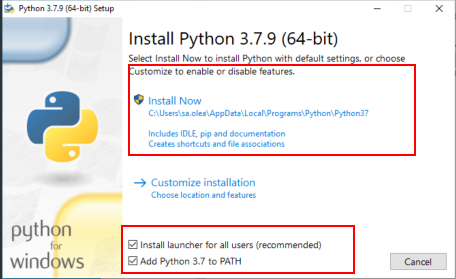 Python 3.7.9 (64-bit) Setup
Install Python 3.7.9 (64-bit)
Select Install Now to install Python with default settings, or choose
Customize to enable or disable features.
Install Now
C:\Users\sa.olea\AppData\Local\Programs\Python\Python37
Includes IDLE, pip and documentation
Creates shortcuts and file associations
Customize installation
Choose location and features
python
for
windows
Install launcher for all users (recommended)
Add Python 3.7 to PATH
Cancel